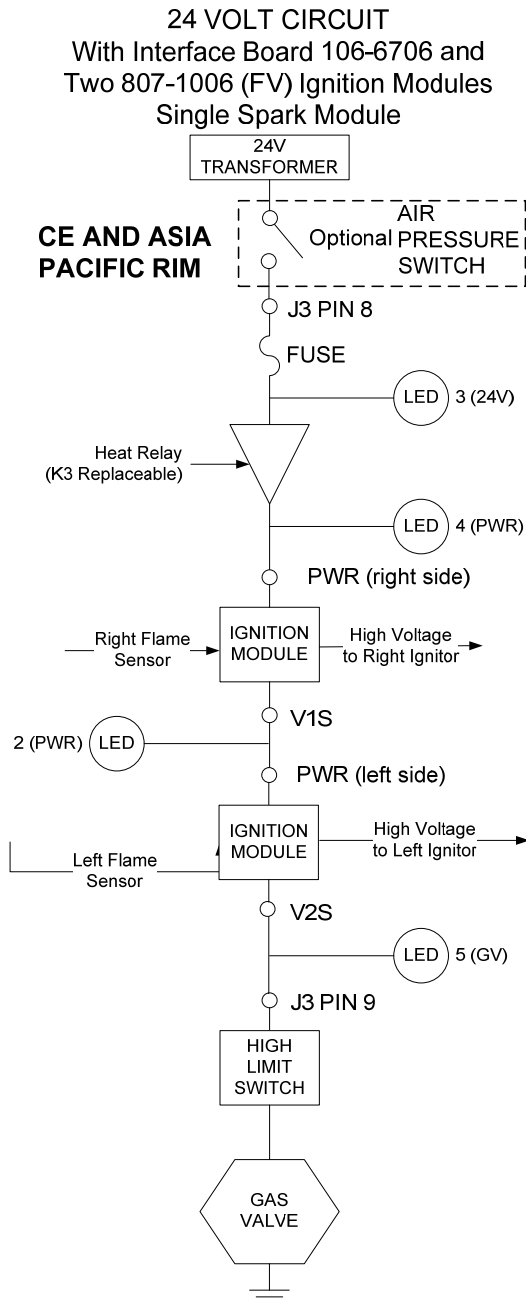 24 VOLT CIRCUIT
With Interface Board 106-6706 and
Two 807-1006 (FV) Ignition Modules
Single Spark Module
24V
TRANSFORMER
CE AND ASIA
PACIFIC RIM
Optional
AIR
PRESSURE
SWITCH
J3 PIN 8
FUSE
LED
3 (24V)
Heat Relay
(K3 Replaceable)
LED
4 (PWR)
PWR (right side)
Right Flame
Sensor
IGNITION
MODULE
High Voltage
to Right Ignitor
V1S
2 (PWR)
LED
PWR (left side)
IGNITION
MODULE
High Voltage
to Left Ignitor
Left Flame
Sensor
V2S
LED
5 (GV)
J3 PIN 9
HIGH
LIMIT
SWITCH
GAS
VALVE